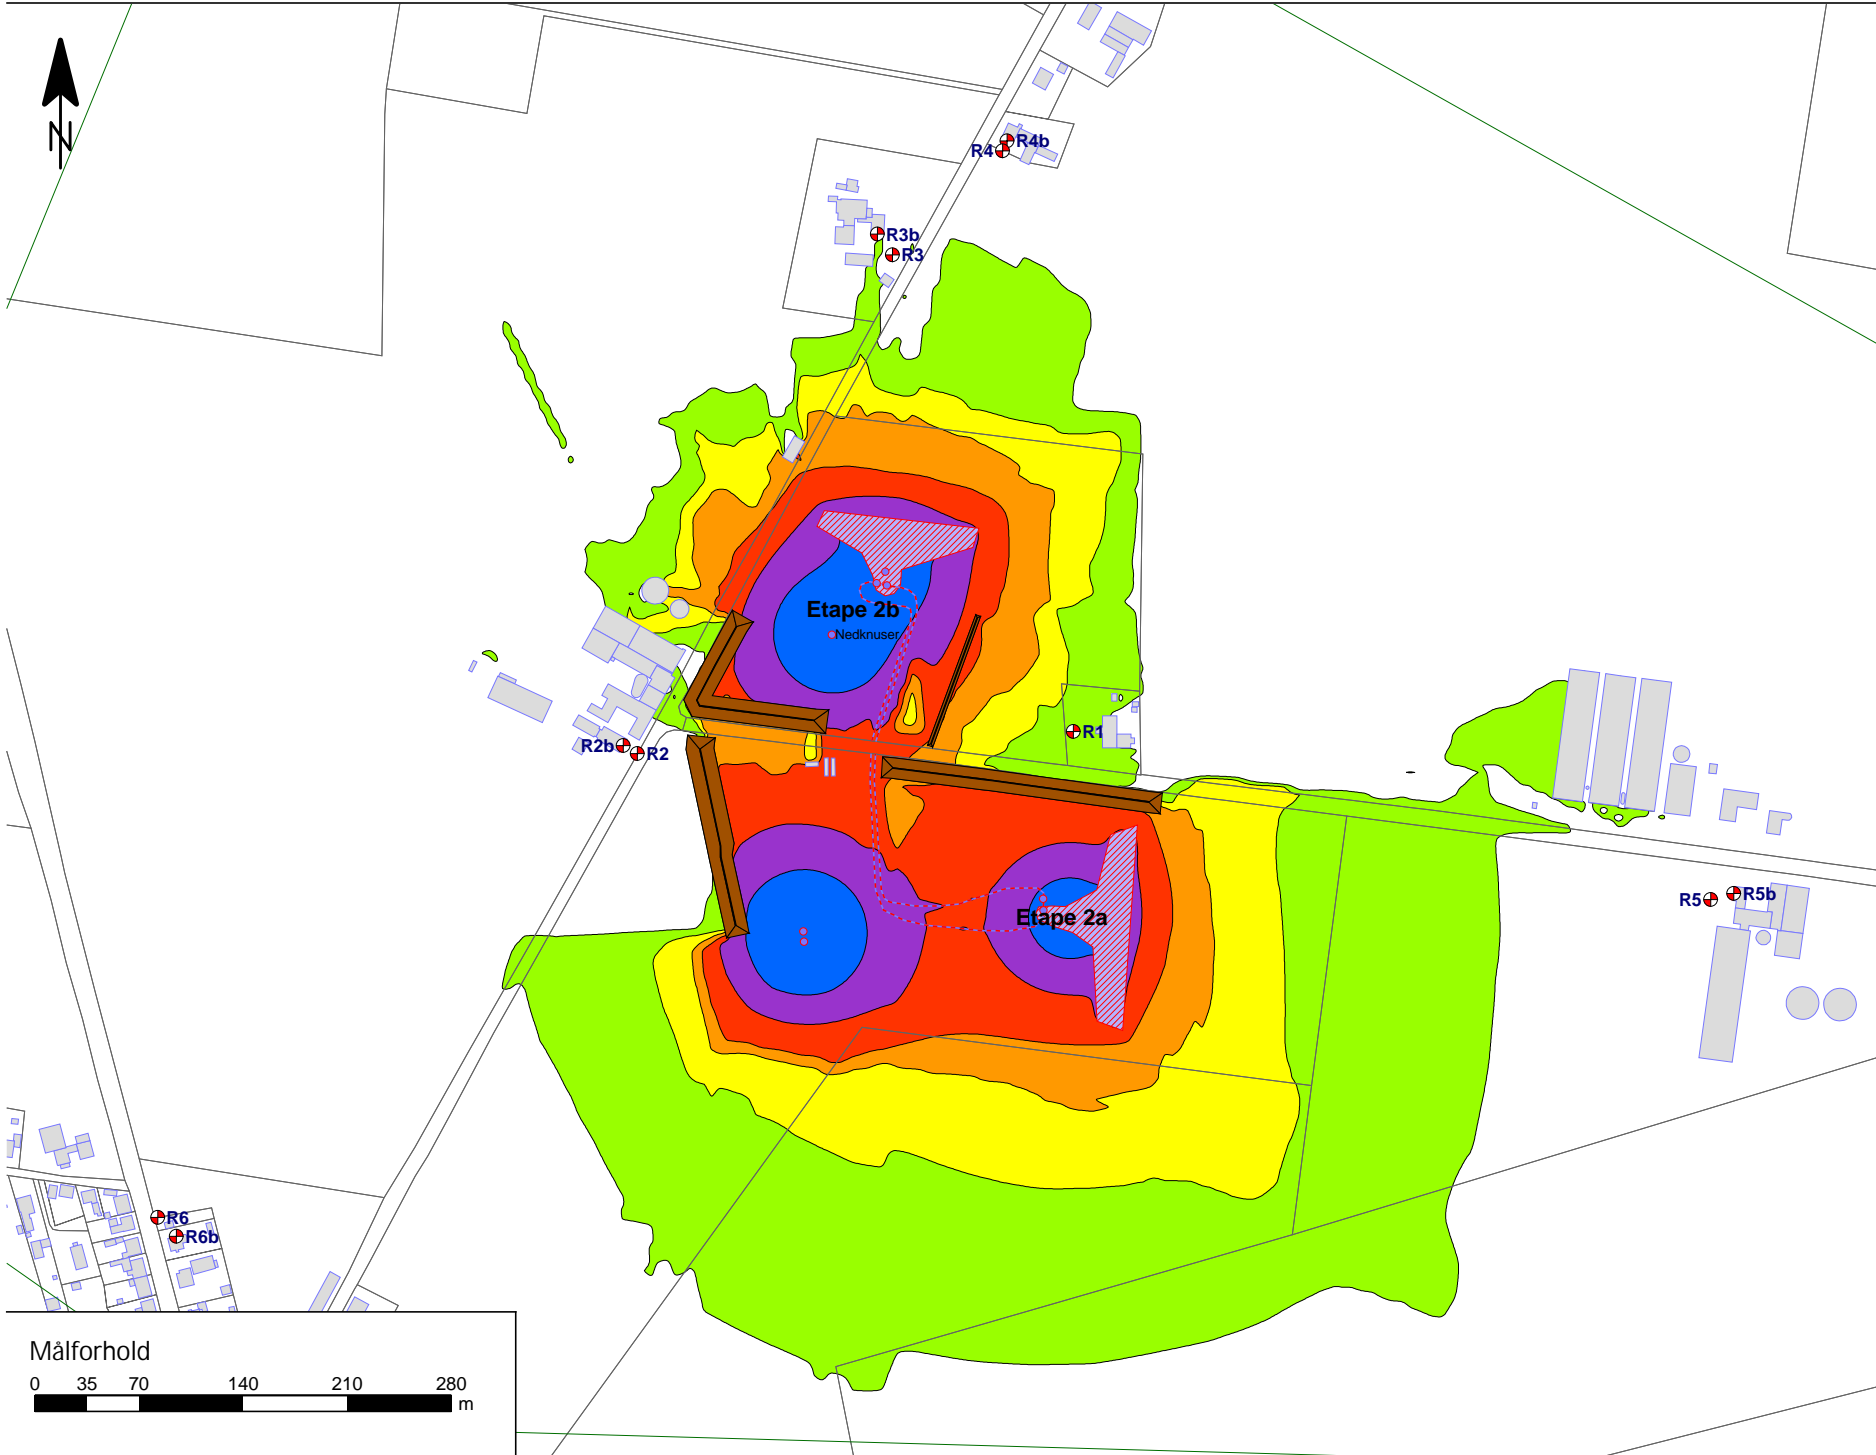 N
R4b
R4
R3b
R3
Etape 2b
Nedknuser
R1
R2b
R2
R5
R5b
Etape 2a
R6
R6b
Målforhold
0 35 70 140 210 280
m